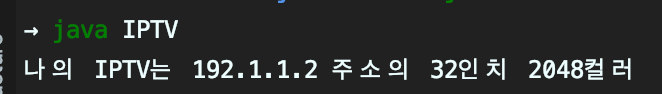 → java IPTV
나의 IPTV는 192.1.1.2 주소의 32인치 2048컬러